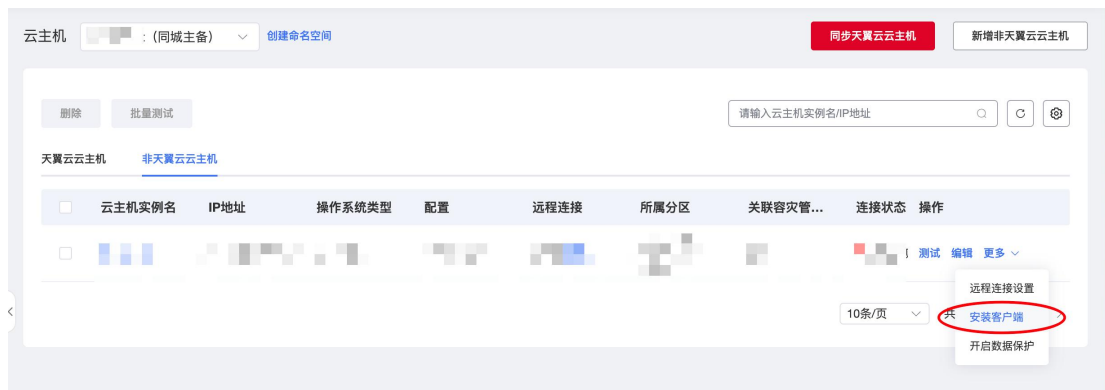 云主机 : (同城主备) 创建命名空间 同步天翼云云主机 新增非天翼云云主机
删除 批量测试 请输入云主机实例名/IP地址
天翼云云主机 非天翼云云主机
云主机实例名 IP地址 操作系统类型 配置 远程连接 所属分区 关联容灾管... 连接状态 操作
测试 编辑 更多
远程连接设置
10条/页 共 安装客户端
开启数据保护